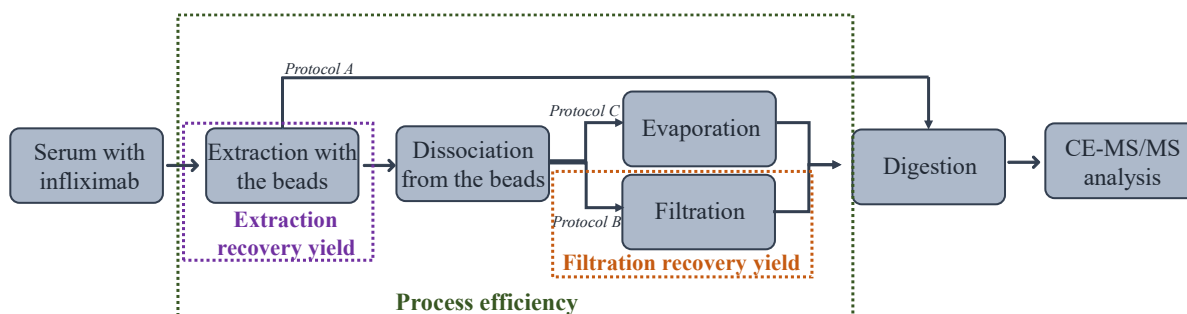 Protocol A
Protocol C
Serum with
infliximab
Extraction with
the beads
Dissociation
from the beads
Evaporation
Filtration
Protocol B
Digestion
CE-MS/MS
analysis
Extraction
recovery yield
Filtration recovery yield
Process efficiency